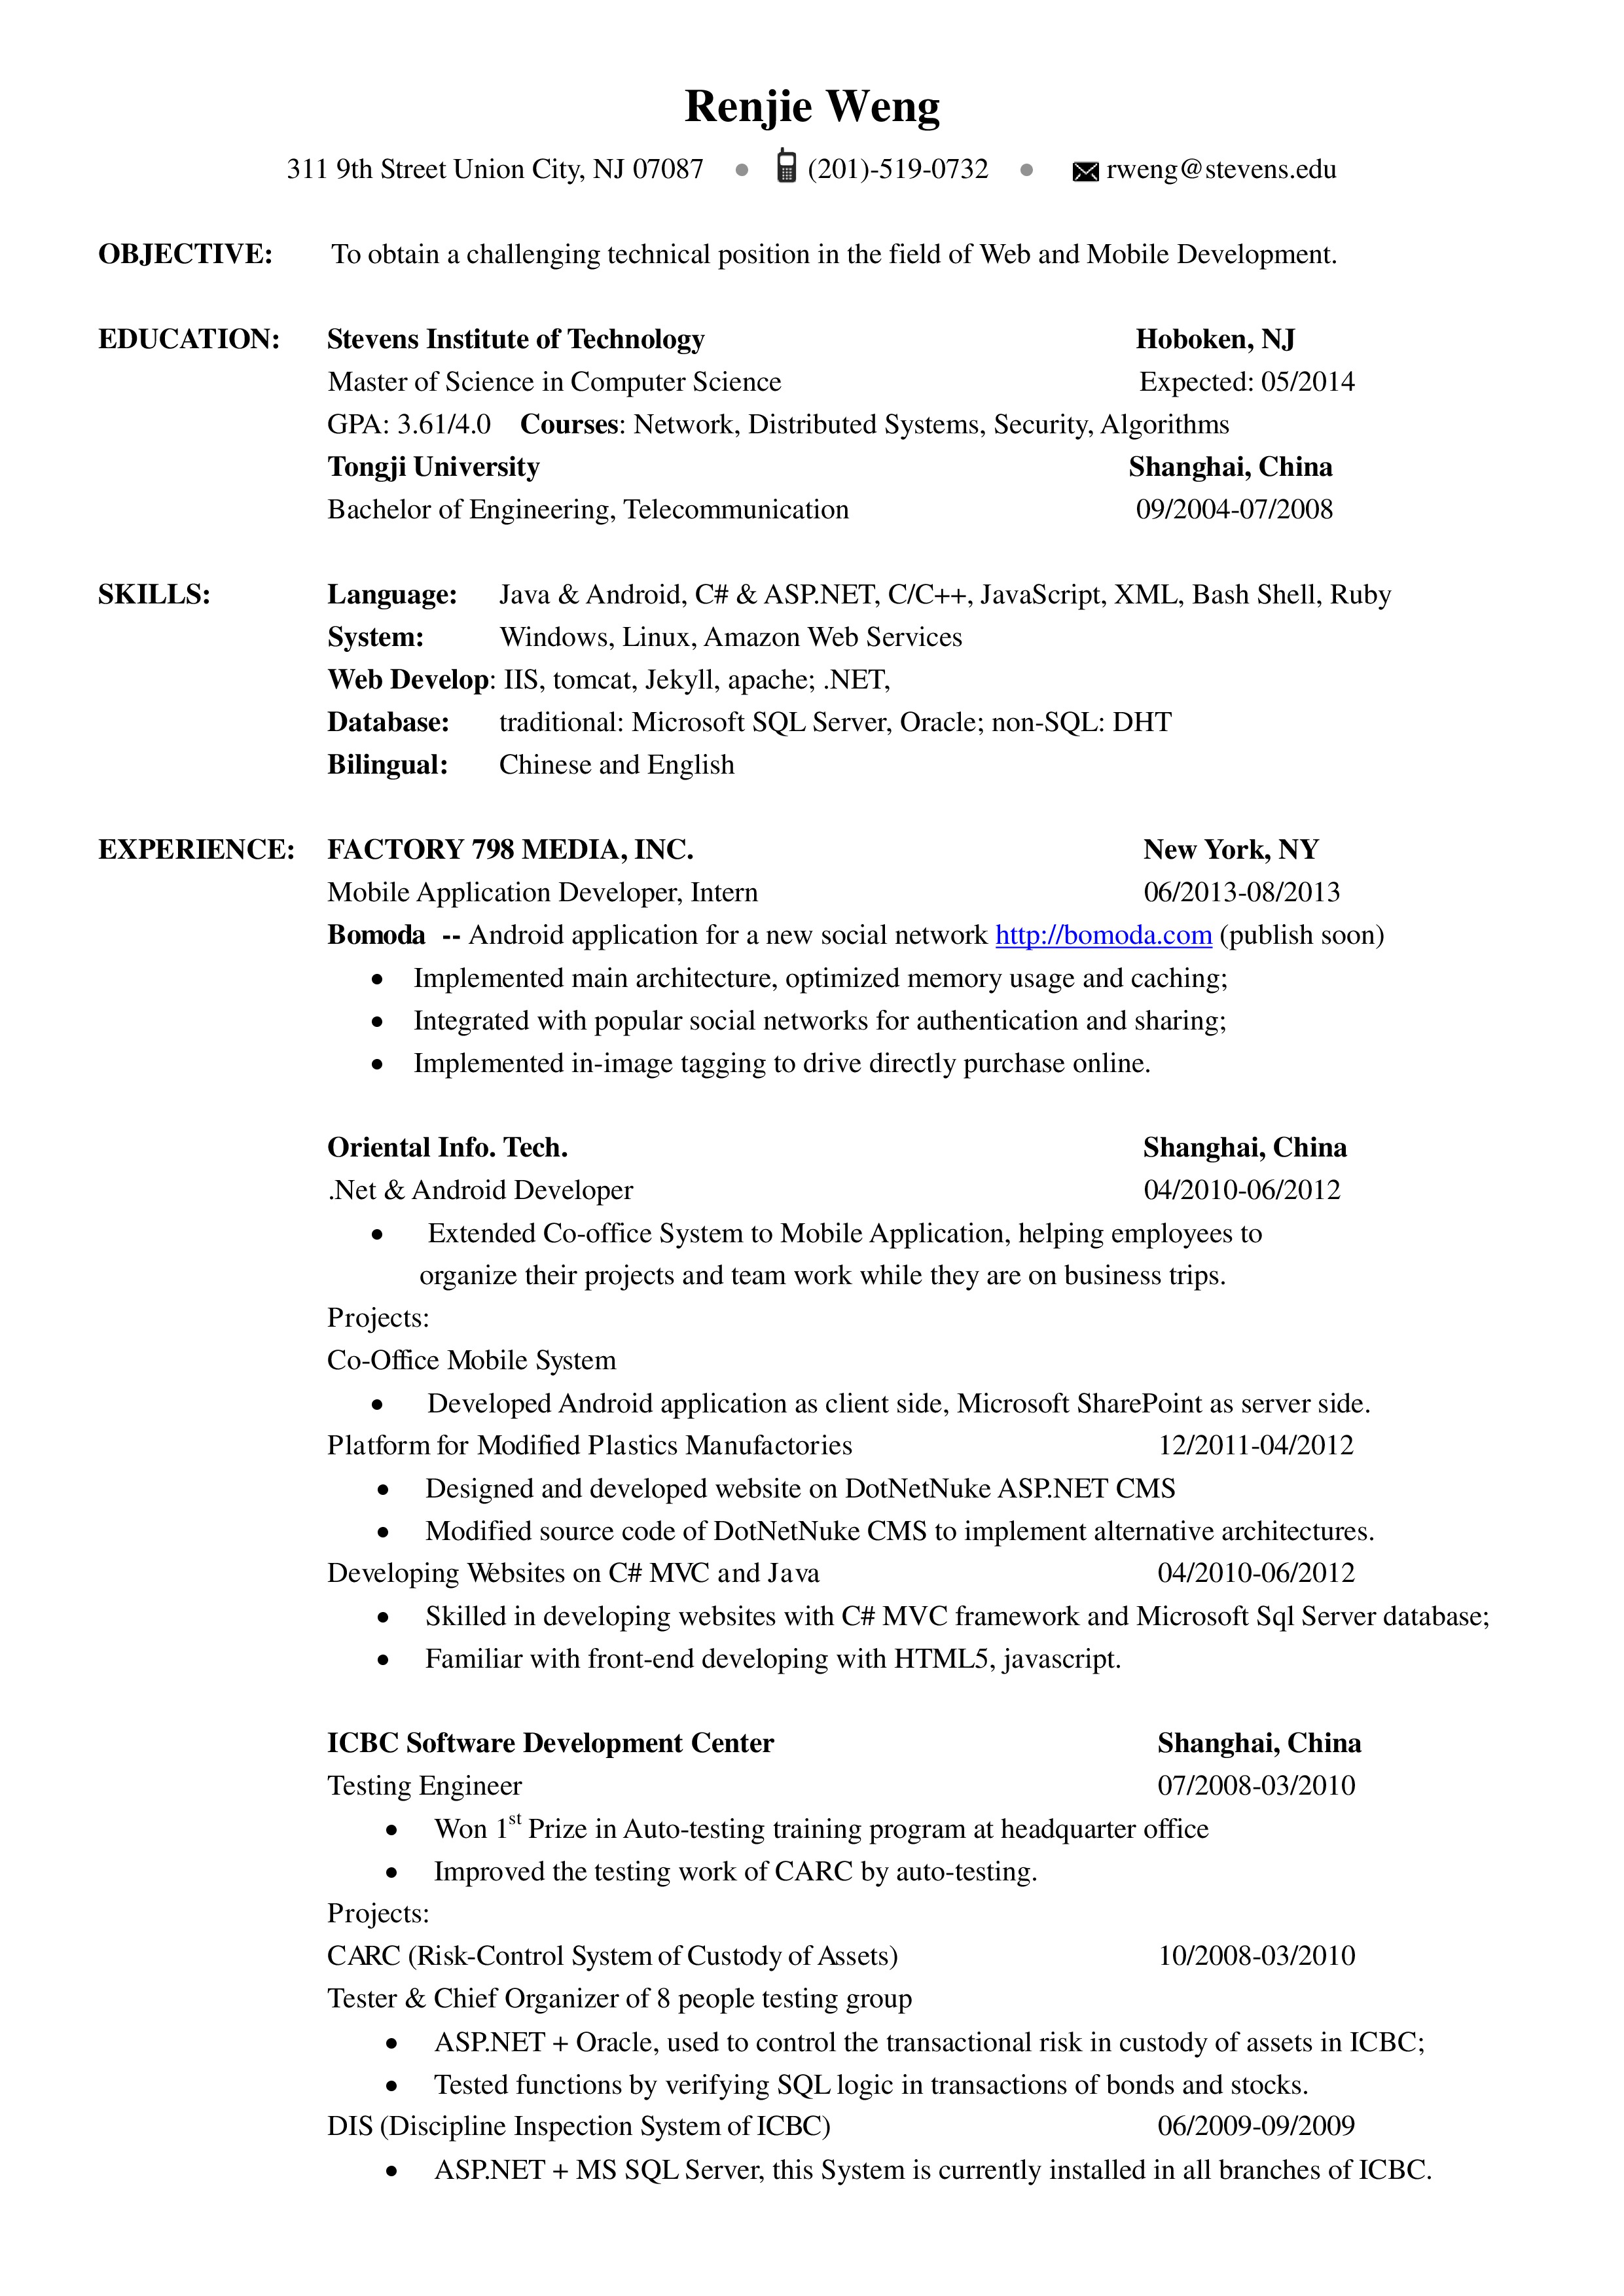 Renjie Weng
311 9th Street Union City, NJ 07087 ● (201)-519-0732 ● rweng@stevens.edu
OBJECTIVE: To obtain a challenging technical position in the field of Web and Mobile Development.
EDUCATION: Stevens Institute of Technology Hoboken, NJ
Master of Science in Computer Science Expected: 05/2014
GPA: 3.61/4.0 Courses: Network, Distributed Systems, Security, Algorithms
Tongji University Shanghai, China
Bachelor of Engineering, Telecommunication 09/2004-07/2008
SKILLS: Language: Java & Android, C# & ASP.NET, C/C++, JavaScript, XML, Bash Shell, Ruby
System: Windows, Linux, Amazon Web Services
Web Develop: IIS, tomcat, Jekyll, apache; .NET,
Database: traditional: Microsoft SQL Server, Oracle; non-SQL: DHT
Bilingual: Chinese and English
EXPERIENCE: FACTORY 798 MEDIA, INC. New York, NY
Mobile Application Developer, Intern 06/2013-08/2013
Bomoda -- Android application for a new social network http://bomoda.com (publish soon)
● Implemented main architecture, optimized memory usage and caching;
● Integrated with popular social networks for authentication and sharing;
● Implemented in-image tagging to drive directly purchase online.
Oriental Info. Tech. Shanghai, China
.Net & Android Developer 04/2010-06/2012
● Extended Co-office System to Mobile Application, helping employees to
organize their projects and team work while they are on business trips.
Projects:
Co-Office Mobile System
● Developed Android application as client side, Microsoft SharePoint as server side.
Platform for Modified Plastics Manufactories 12/2011-04/2012
● Designed and developed website on DotNetNuke ASP.NET CMS
● Modified source code of DotNetNuke CMS to implement alternative architectures.
Developing Websites on C# MVC and Java 04/2010-06/2012
● Skilled in developing websites with C# MVC framework and Microsoft Sql Server database;
● Familiar with front-end developing with HTML5, javascript.
ICBC Software Development Center Shanghai, China
Testing Engineer 07/2008-03/2010
● Won 1st Prize in Auto-testing training program at headquarter office
● Improved the testing work of CARC by auto-testing.
Projects:
CARC (Risk-Control System of Custody of Assets) 10/2008-03/2010
Tester & Chief Organizer of 8 people testing group
● ASP.NET + Oracle, used to control the transactional risk in custody of assets in ICBC;
● Tested functions by verifying SQL logic in transactions of bonds and stocks.
DIS (Discipline Inspection System of ICBC) 06/2009-09/2009
● ASP.NET + MS SQL Server, this System is currently installed in all branches of ICBC.